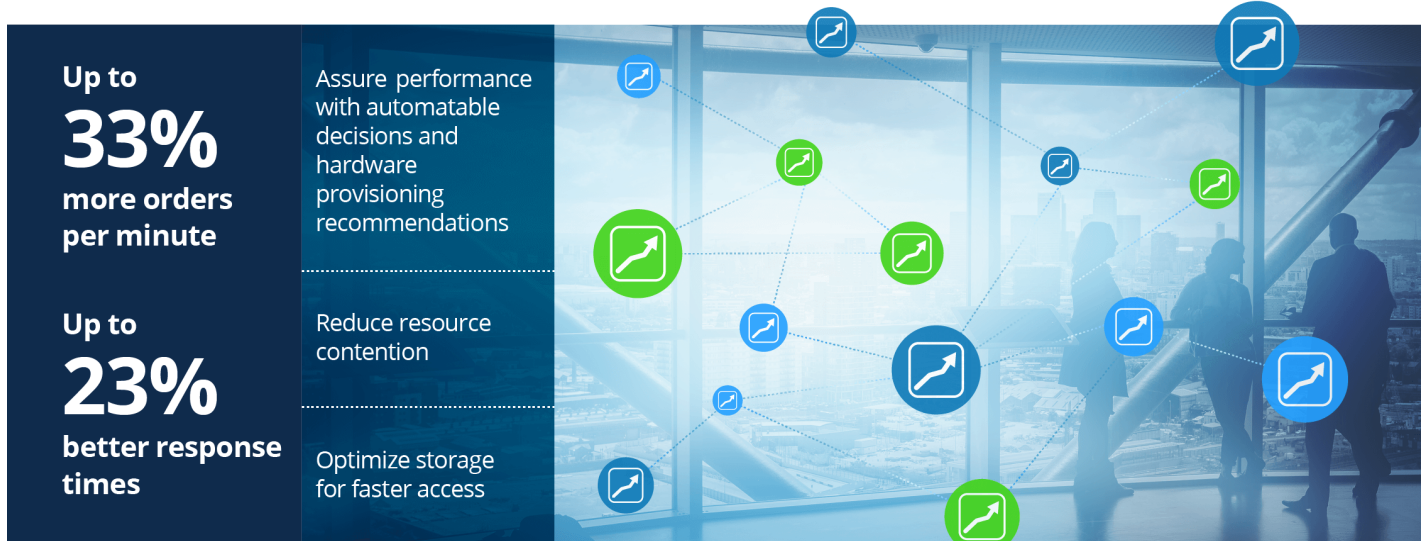 Up to
33%
more orders
per minute
Up to
23%
better response
times
Assure performance
with automatable
decisions and
hardware
provisioning
recommendations
Reduce resource
contention
Optimize storage
for faster access